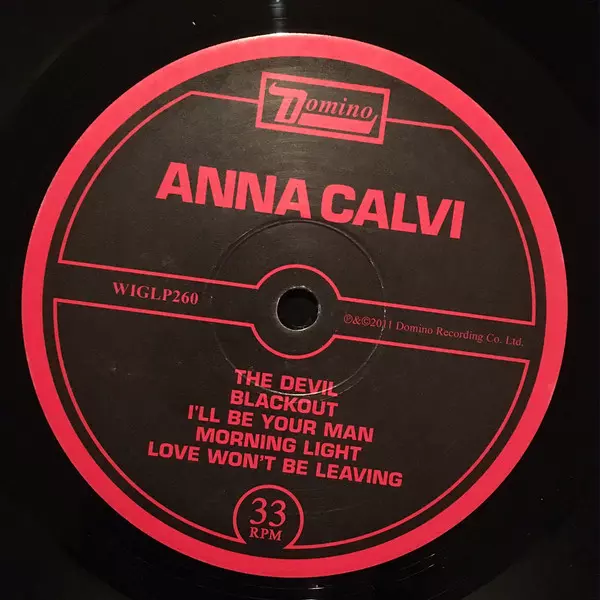 Domino
ANNA CALVI
WIGLP260
℗&©2011 Domino Recording Co. Ltd.
THE DEVIL
BLACKOUT
I'LL BE YOUR MAN
MORNING LIGHT
LOVE WON'T BE LEAVING
33
RPM